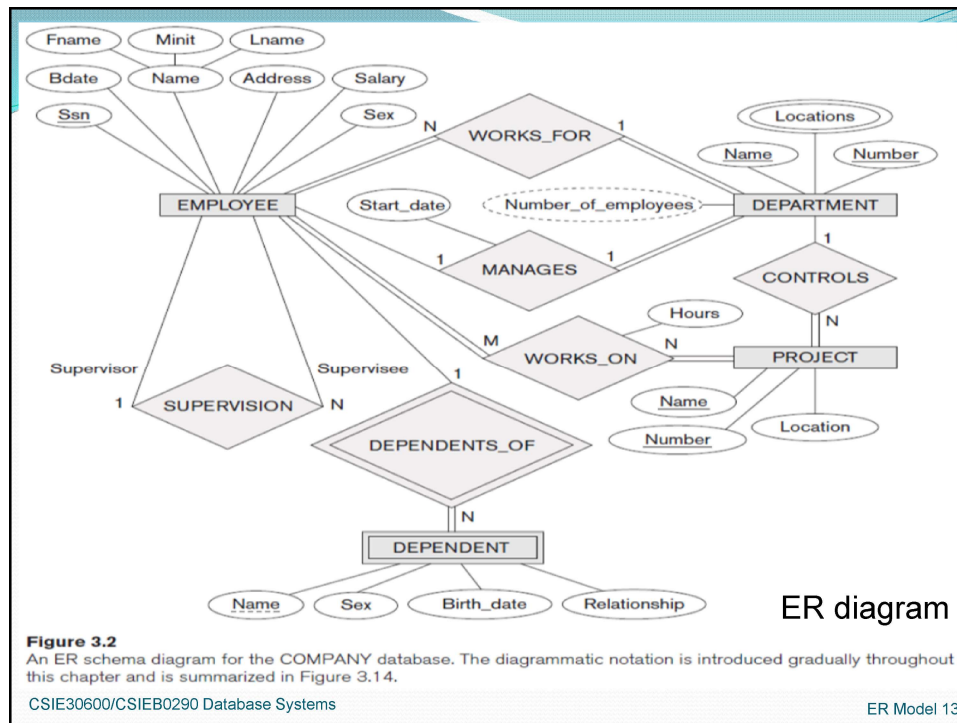 Fname Minit Lname
Bdate Name Address Salary
Ssn Sex
N WORKS_FOR 1
Locations
Name Number
EMPLOYEE Start_date Number_of_employees DEPARTMENT
1 MANAGES 1
1
CONTROLS
N
Hours
M WORKS_ON N PROJECT
Supervisor Supervisee
1 SUPERVISION N
1
Name
Number Location
DEPENDENTS_OF
N
DEPENDENT
Name Sex Birth_date Relationship
ER diagram
Figure 3.2
An ER schema diagram for the COMPANY database. The diagrammatic notation is introduced gradually throughout
this chapter and is summarized in Figure 3.14.
CSIE30600/CSIEB0290 Database Systems
ER Model 13